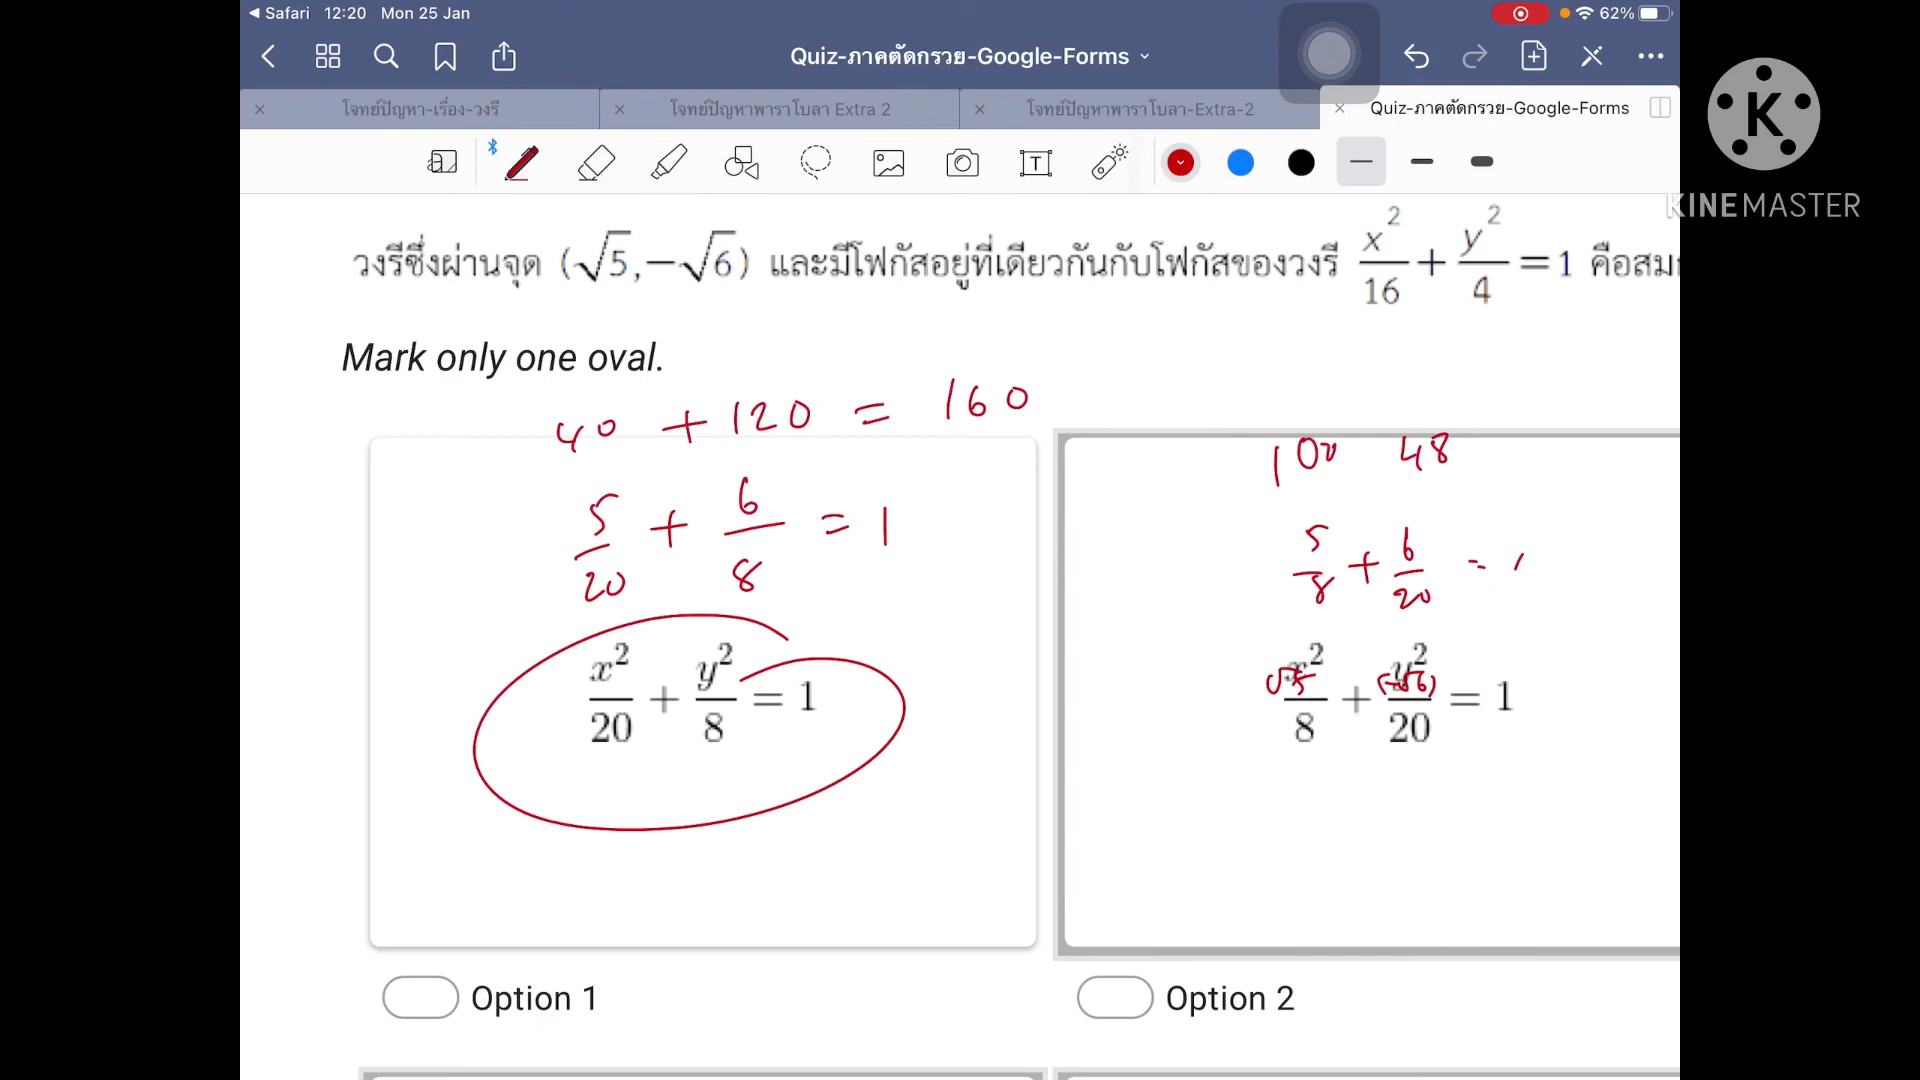 Safari 12:20 Mon 25 Jan 62%
Quiz-ภาคตัดกรวย-Google-Forms
โจทย์ปัญหา-เรื่อง-วงรี โจทย์ปัญหาพาราโบลา Extra 2 โจทย์ปัญหาพาราโบลา-Extra-2 Quiz-ภาคตัดกรวย-Google-Forms
K
KINEMASTER
T
วงรีซึ่งผ่านจุด (√5,−√6) และมีโฟกัสอยู่ที่เดียวกันกับโฟกัสของวงรี x²/16 + y²/4 = 1 คือ
Mark only one oval.
40 + 120 = 160
100 48
5/20 + 6/8 = 1
5/8 + 6/20 =
x²/20 + y²/8 = 1
√5 (-√6)
x²/8 + y²/20 = 1
Option 1
Option 2